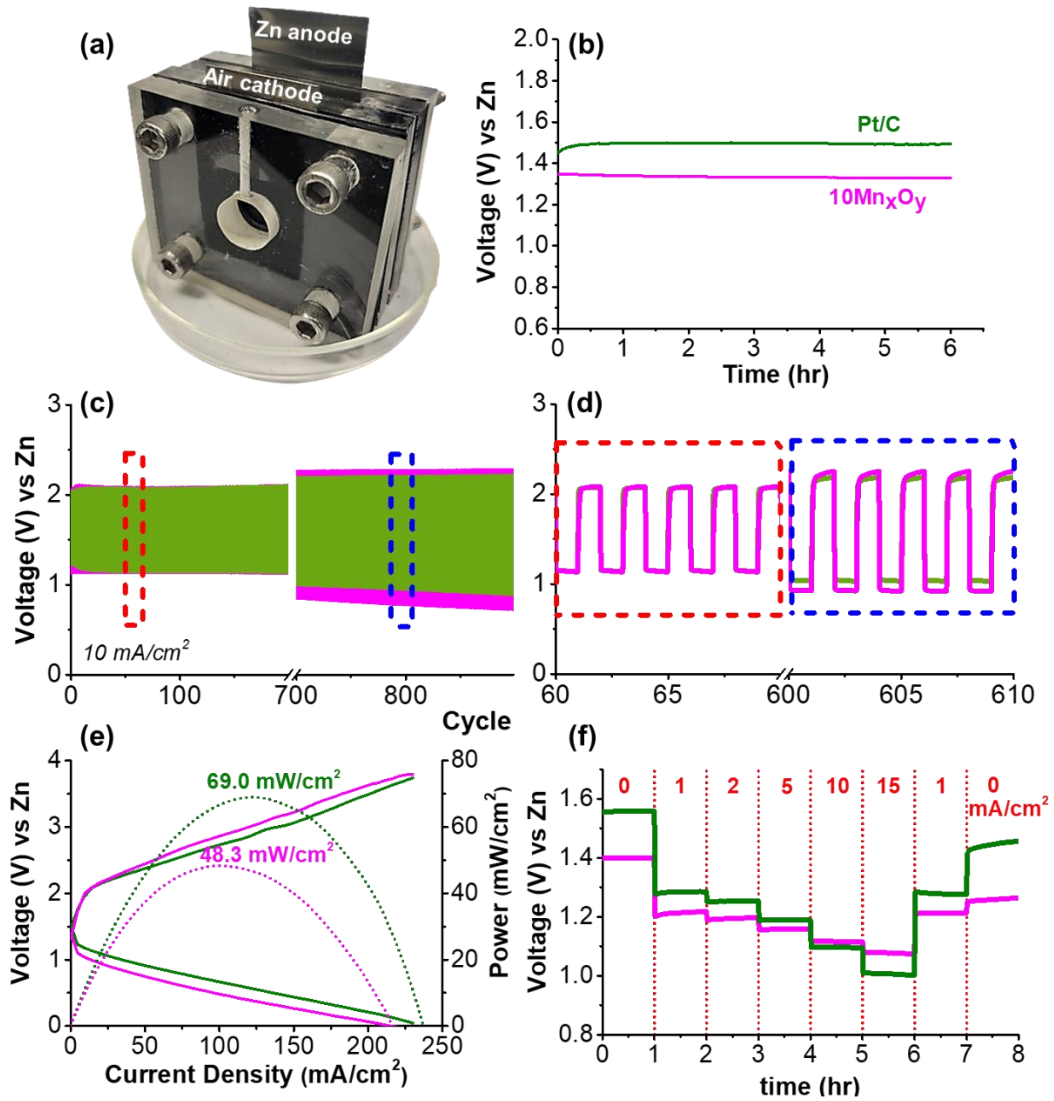 (a)
Zn anode
Air cathode
(b)
Voltage (V) vs Zn
2.0
1.8
1.6
1.4
1.2
1.0
0.8
0.6
Pt/C
10MnxOy
0 1 2 3 4 5 6
Time (hr)
(c)
Voltage (V) vs Zn
3
2
1
0
10 mA/cm²
0 100 700 800
Cycle
(d)
3
2
1
0
60 65 600 605 610
(e)
Voltage (V) vs Zn
4
3
2
1
0
69.0 mW/cm²
48.3 mW/cm²
80
60
40
20
0
Power (mW/cm²)
0 50 100 150 200 250
Current Density (mA/cm²)
(f)
Voltage (V) vs Zn
1.6
1.4
1.2
1.0
0.8
0 1 2 5 10 15 1 0
mA/cm²
0 1 2 3 4 5 6 7 8
time (hr)